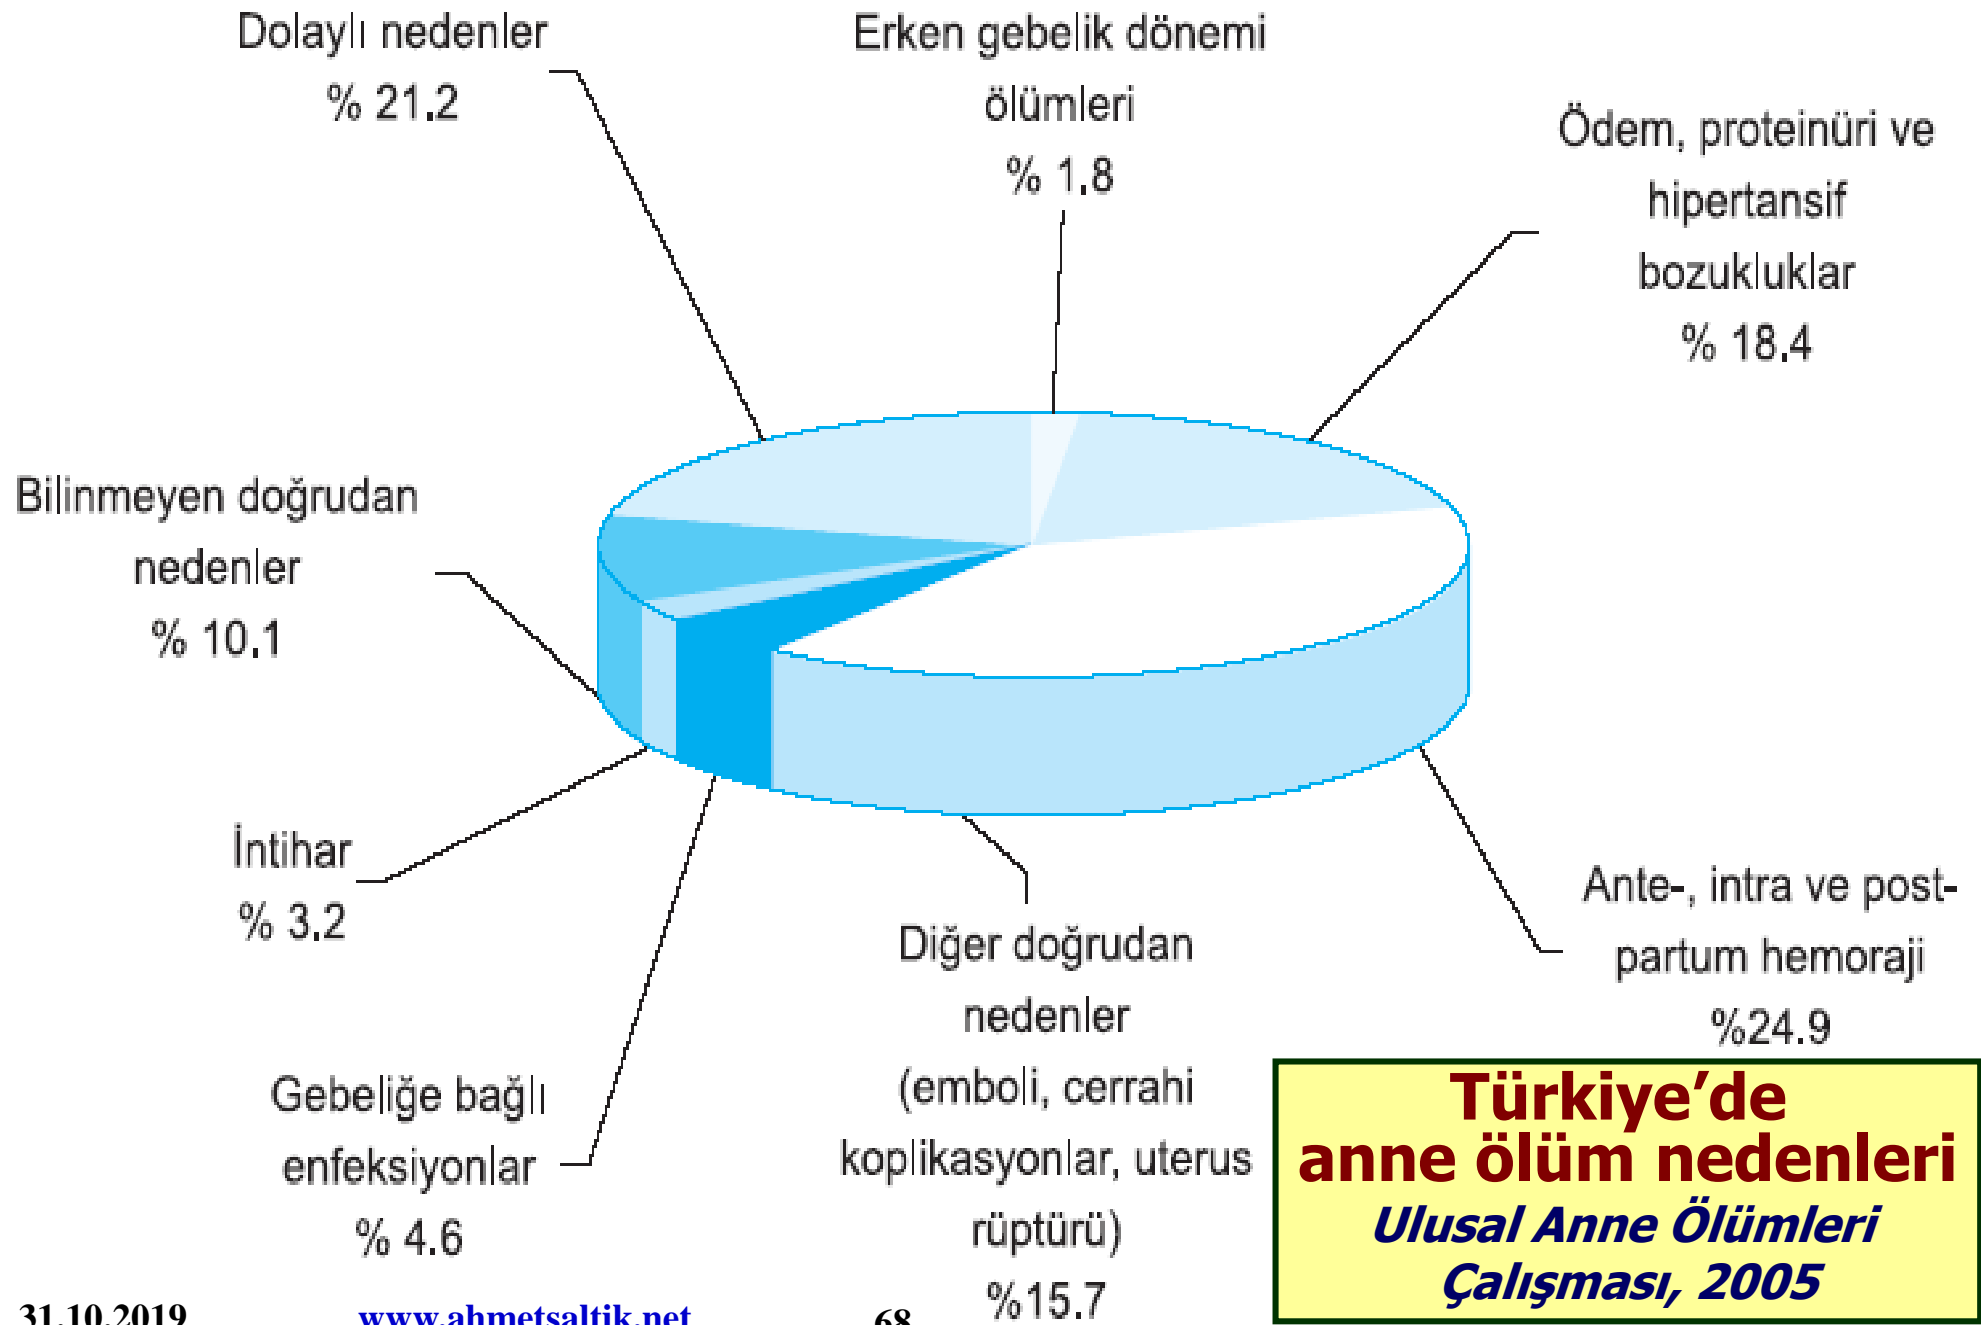 Dolaylı nedenler
% 21.2
Erken gebelik dönemi
ölümleri
% 1.8
Ödem, proteinüri ve
hipertansif
bozukluklar
% 18.4
Bilinmeyen doğrudan
nedenler
% 10.1
İntihar
% 3.2
Gebeliğe bağlı
enfeksiyonlar
% 4.6
Diğer doğrudan
nedenler
(emboli, cerrahi
koplikasyonlar, uterus
rüptürü)
%15.7
Ante-, intra ve post-
partum hemoraji
%24.9
Türkiye’de
anne ölüm nedenleri
Ulusal Anne Ölümleri
Çalışması, 2005
31.10.2019
www.ahmetsaltik.net
68